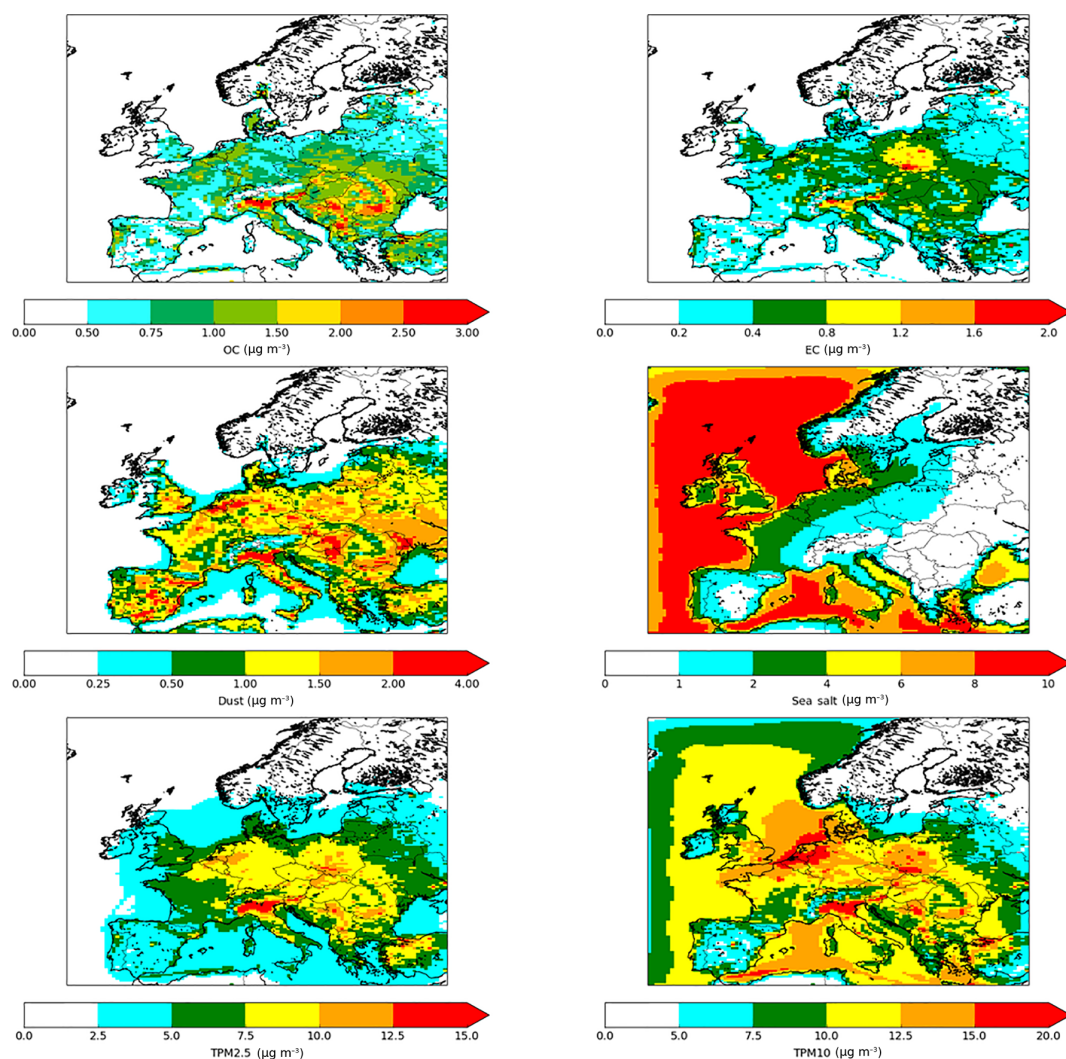 0.00 0.50 0.75 1.00 1.50 2.00 2.50 3.00
OC (µg m⁻³)
0.0 0.2 0.4 0.8 1.2 1.6 2.0
EC (µg m⁻³)
0.00 0.25 0.50 1.00 1.50 2.00 4.00
Dust (µg m⁻³)
0 1 2 4 6 8 10
Sea salt (µg m⁻³)
0.0 2.5 5.0 7.5 10.0 12.5 15.0
TPM2.5 (µg m⁻³)
0.0 5.0 7.5 10.0 12.5 15.0 20.0
TPM10 (µg m⁻³)